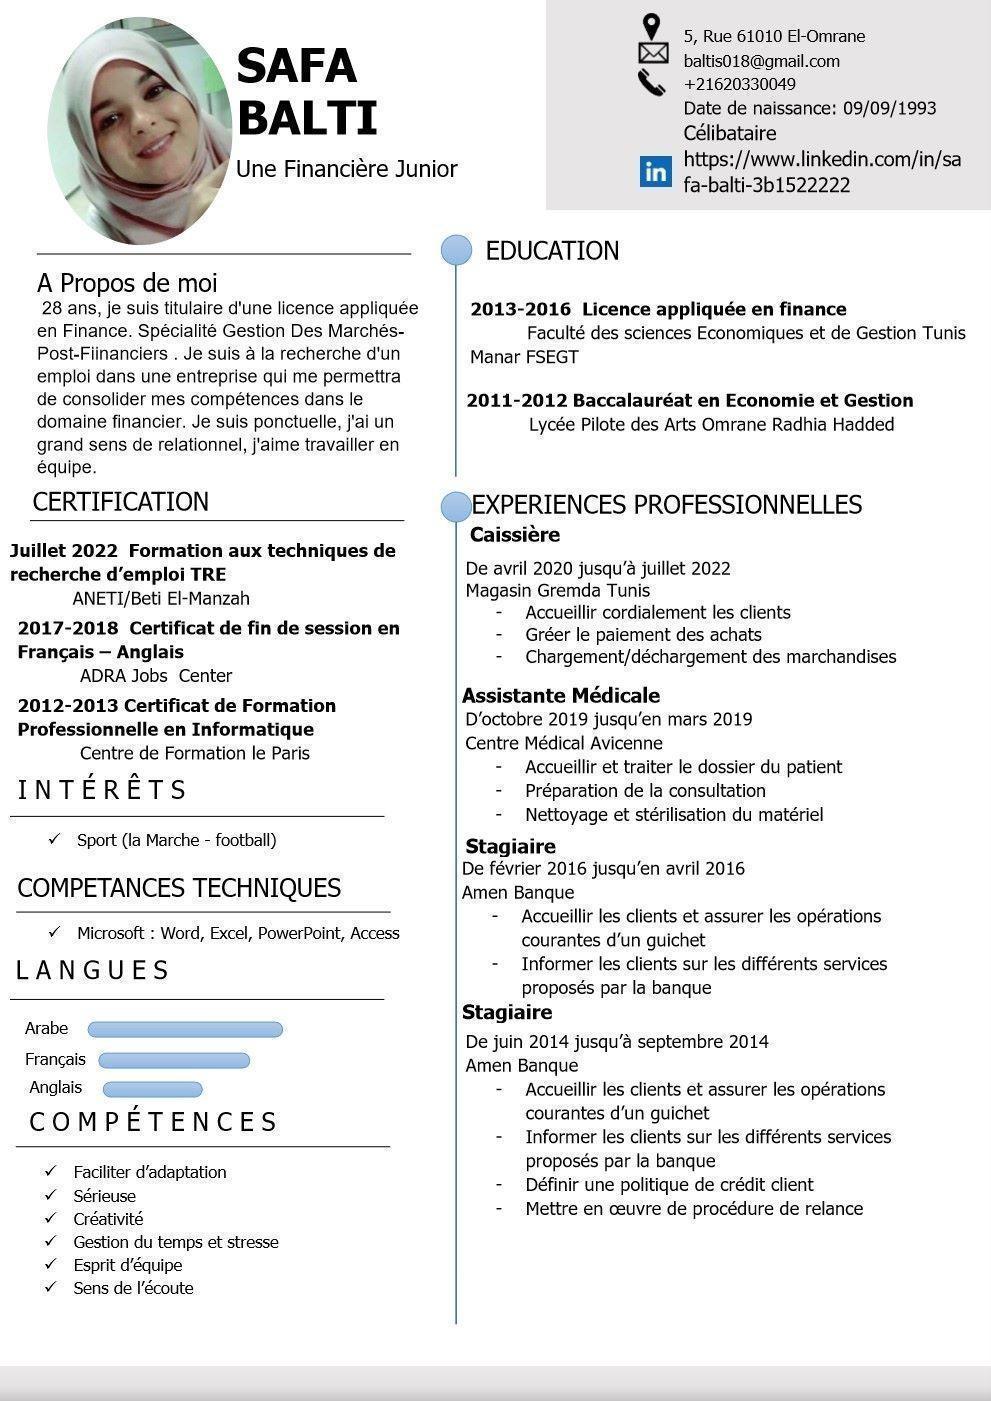 SAFA
BALTI
Une Financière Junior
5, Rue 61010 El-Omrane
baltis018@gmail.com
+21620330049
Date de naissance: 09/09/1993
Célibataire
in
https://www.linkedin.com/in/sa
fa-balti-3b1522222
A Propos de moi
28 ans, je suis titulaire d'une licence appliquée
en Finance. Spécialité Gestion Des Marchés-
Post-Fiinanciers . Je suis à la recherche d'un
emploi dans une entreprise qui me permettra
de consolider mes compétences dans le
domaine financier. Je suis ponctuelle, j'ai un
grand sens de relationnel, j'aime travailler en
équipe.
CERTIFICATION
Juillet 2022 Formation aux techniques de
recherche d’emploi TRE
ANETI/Beti El-Manzah
2017-2018 Certificat de fin de session en
Français – Anglais
ADRA Jobs Center
2012-2013 Certificat de Formation
Professionnelle en Informatique
Centre de Formation le Paris
INTÉRÊTS
✓ Sport (la Marche - football)
COMPETANCES TECHNIQUES
✓ Microsoft : Word, Excel, PowerPoint, Access
LANGUES
Arabe
Français
Anglais
COMPÉTENCES
✓ Faciliter d’adaptation
✓ Sérieuse
✓ Créativité
✓ Gestion du temps et stresse
✓ Esprit d’équipe
✓ Sens de l’écoute
EDUCATION
2013-2016 Licence appliquée en finance
Faculté des sciences Economiques et de Gestion Tunis
Manar FSEGT
2011-2012 Baccalauréat en Economie et Gestion
Lycée Pilote des Arts Omrane Radhia Hadded
EXPERIENCES PROFESSIONNELLES
Caissière
De avril 2020 jusqu’à juillet 2022
Magasin Gremda Tunis
- Accueillir cordialement les clients
- Gréer le paiement des achats
- Chargement/déchargement des marchandises
Assistante Médicale
D’octobre 2019 jusqu’en mars 2019
Centre Médical Avicenne
- Accueillir et traiter le dossier du patient
- Préparation de la consultation
- Nettoyage et stérilisation du matériel
Stagiaire
De février 2016 jusqu’en avril 2016
Amen Banque
- Accueillir les clients et assurer les opérations
courantes d’un guichet
- Informer les clients sur les différents services
proposés par la banque
Stagiaire
De juin 2014 jusqu’à septembre 2014
Amen Banque
- Accueillir les clients et assurer les opérations
courantes d’un guichet
- Informer les clients sur les différents services
proposés par la banque
- Définir une politique de crédit client
- Mettre en œuvre de procédure de relance